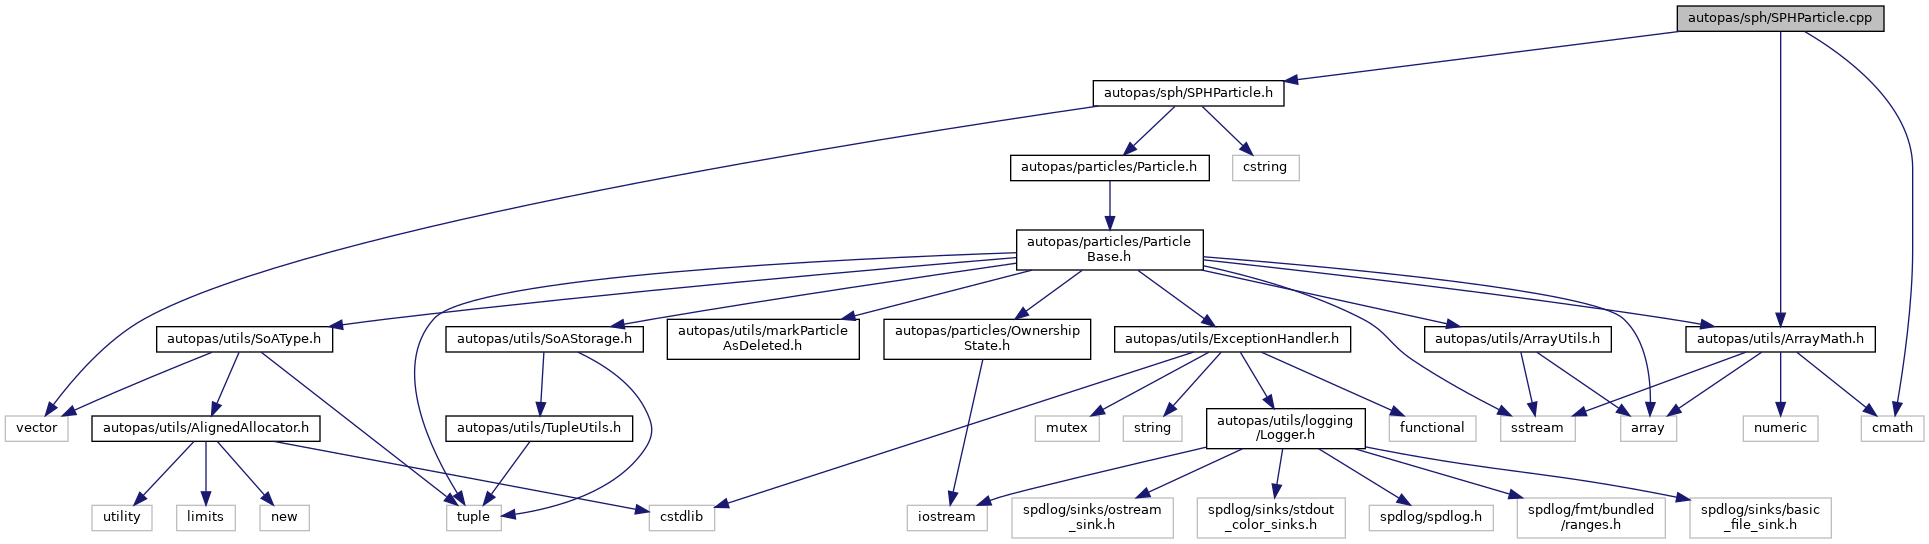 autopas/sph/SPHParticle.cpp
autopas/sph/SPHParticle.h
autopas/particles/Particle.h
cstring
autopas/particles/Particle
Base.h
autopas/utils/SoAType.h
autopas/utils/SoAStorage.h
autopas/utils/markParticle
AsDeleted.h
autopas/particles/Ownership
State.h
autopas/utils/ExceptionHandler.h
autopas/utils/ArrayUtils.h
autopas/utils/ArrayMath.h
vector
autopas/utils/AlignedAllocator.h
autopas/utils/TupleUtils.h
mutex
string
autopas/utils/logging
/Logger.h
functional
sstream
array
numeric
cmath
utility
limits
new
tuple
cstdlib
iostream
spdlog/sinks/ostream
_sink.h
spdlog/sinks/stdout
_color_sinks.h
spdlog/spdlog.h
spdlog/fmt/bundled
/ranges.h
spdlog/sinks/basic
_file_sink.h